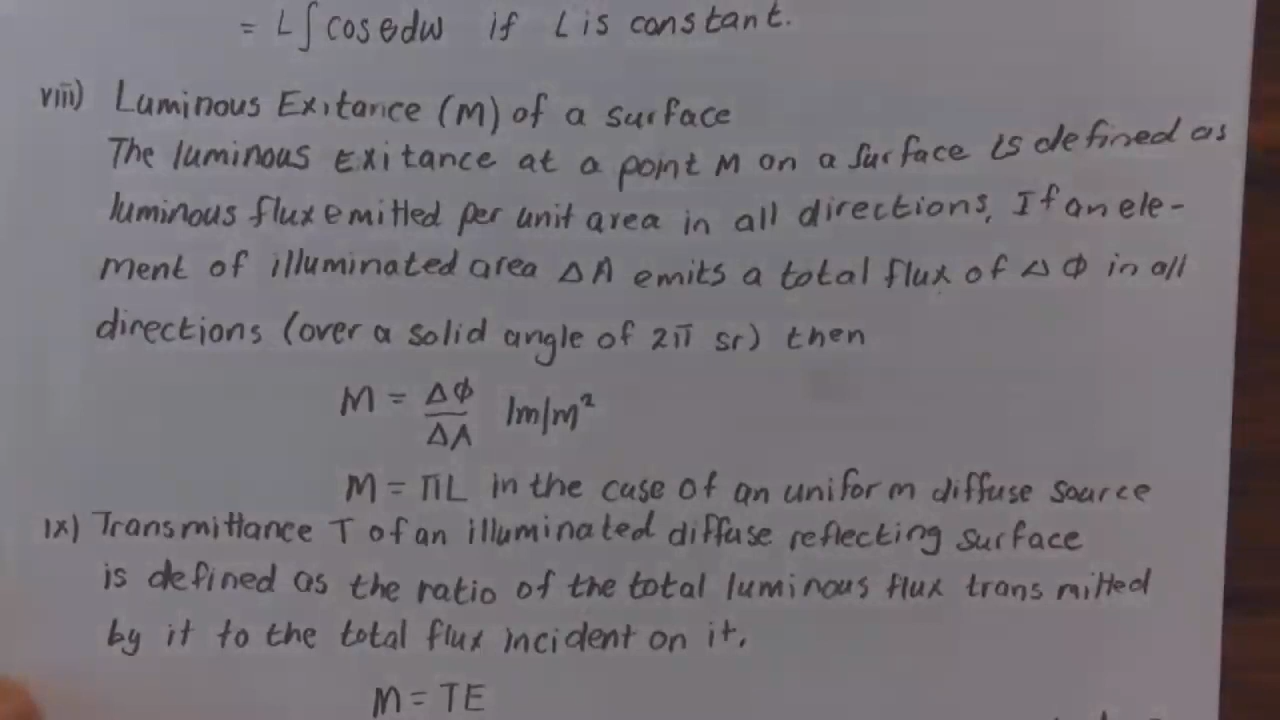 = L∫cosθdω if L is constant.
viii) Luminous Exitance (M) of a surface
The luminous Exitance at a point M on a surface is defined as
luminous flux emitted per unit area in all directions. If an ele-
ment of illuminated area ΔA emits a total flux of Δφ in all
directions (over a solid angle of 2π sr) then
M = Δφ/ΔA lm/m²
M = πL in the case of an uniform diffuse source
ix) Transmittance T of an illuminated diffuse reflecting surface
is defined as the ratio of the total luminous flux transmitted
by it to the total flux incident on it.
M = TE